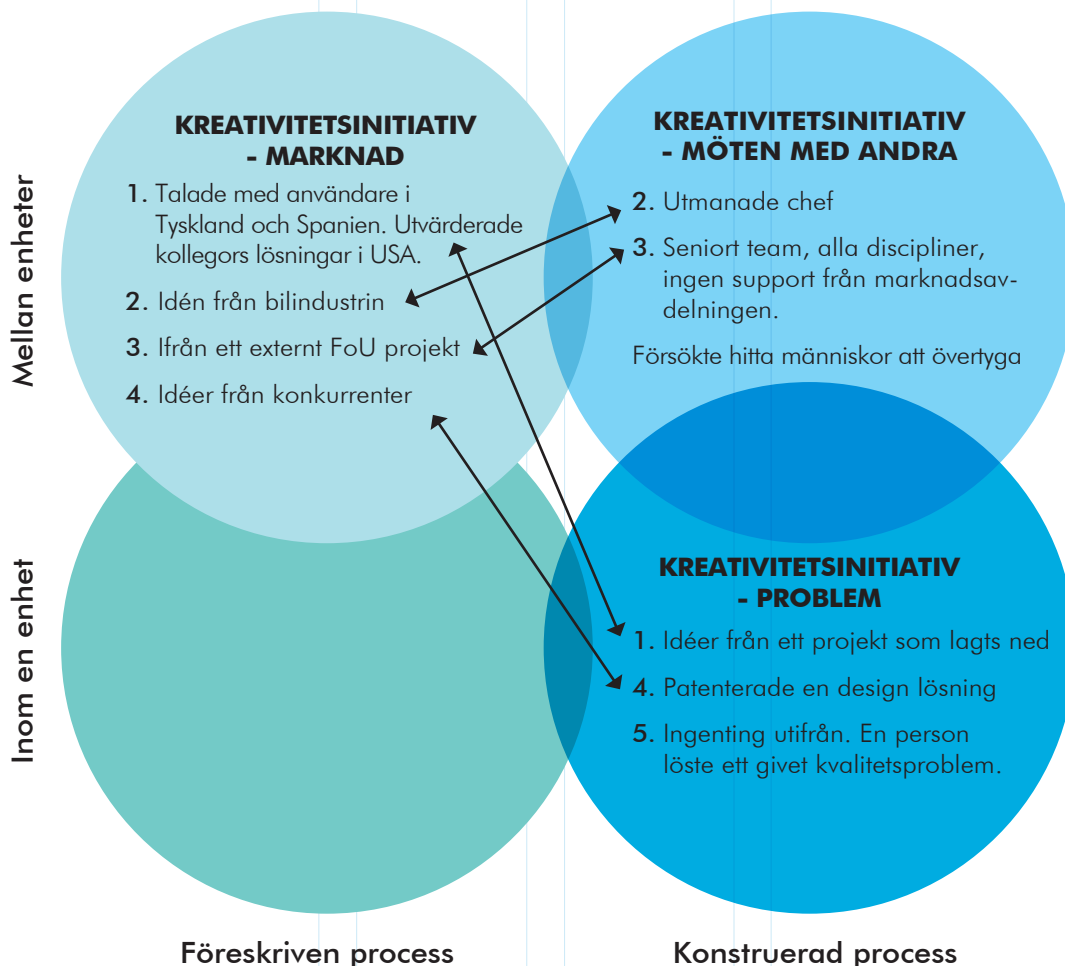 KREATIVITETSINITIATIV
- MARKNAD
1. Talade med användare i
Tyskland och Spanien. Utvärderade
kollegors lösningar i USA.
2. Idén från bilindustrin
3. Ifrån ett externt FoU projekt
4. Idéer från konkurrenter
KREATIVITETSINITIATIV
- MÖTEN MED ANDRA
2. Utmanade chef
3. Seniort team, alla discipliner,
ingen support från marknadsav-
delningen.
Försökte hitta människor att övertyga
Mellan enheter
Inom en enhet
KREATIVITETSINITIATIV
- PROBLEM
1. Idéer från ett projekt som lagts ned
4. Patenterade en design lösning
5. Ingenting utifrån. En person
löste ett givet kvalitetsproblem.
Föreskriven process
Konstruerad process